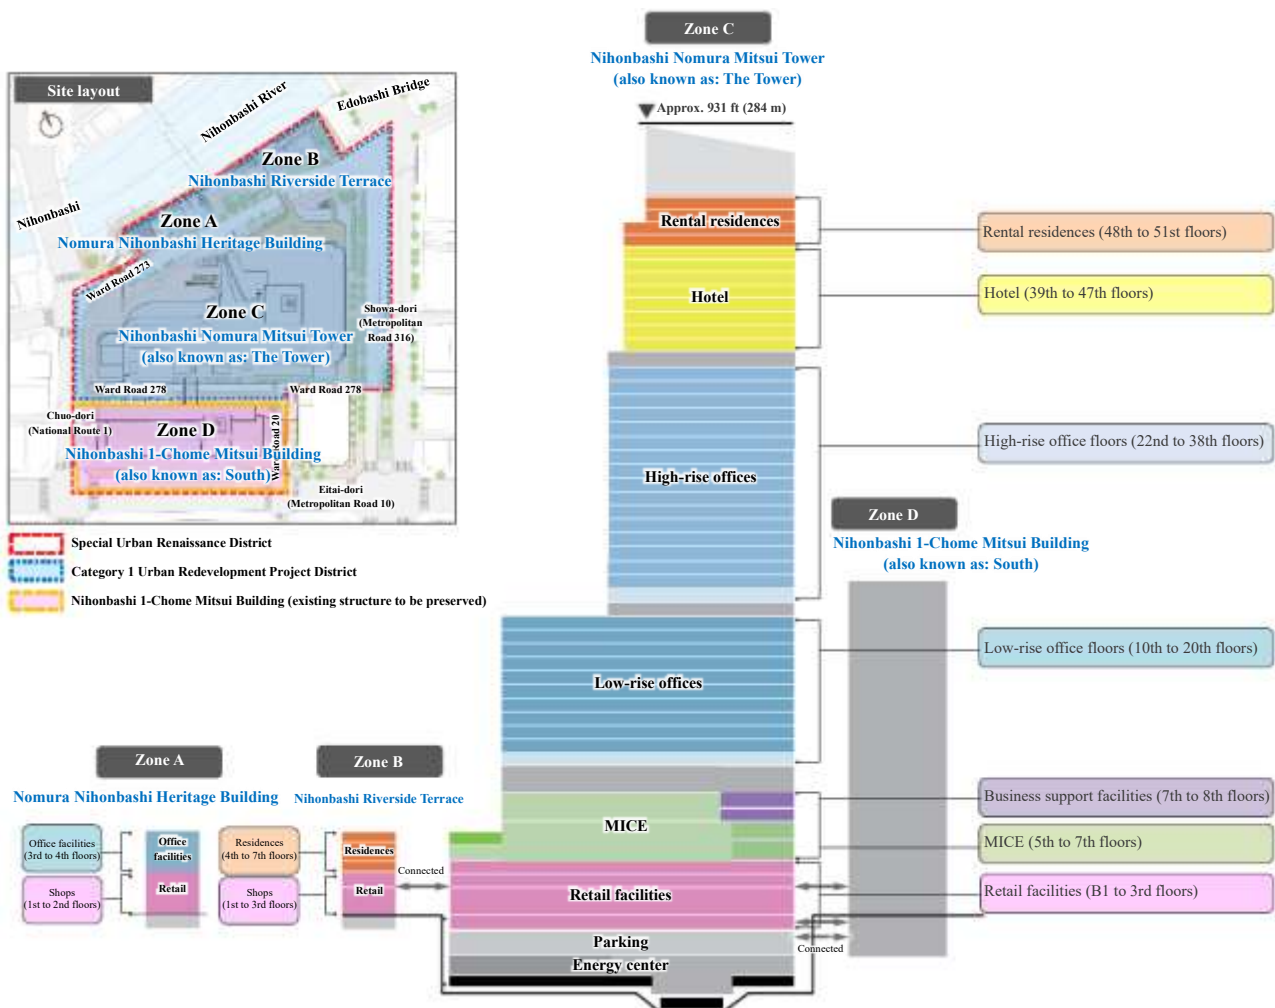 Zone C
Nihonbashi Nomura Mitsui Tower
(also known as: The Tower)
Approx. 931 ft (284 m)
Site layout
Nihonbashi River
Edobashi Bridge
Zone B
Nihonbashi Riverside Terrace
Nihonbashi
Zone A
Nomura Nihonbashi Heritage Building
Ward Road 273
Zone C
Nihonbashi Nomura Mitsui Tower
(also known as: The Tower)
Showa-dori
(Metropolitan
Road 316)
Ward Road 278
Ward Road 278
Chuo-dori
(National Route 1)
Zone D
Ward Road 20
Nihonbashi 1-Chome Mitsui Building
(also known as: South)
Eitai-dori
(Metropolitan Road 10)
Special Urban Renaissance District
Category 1 Urban Redevelopment Project District
Nihonbashi 1-Chome Mitsui Building (existing structure to be preserved)
Rental residences
Rental residences (48th to 51st floors)
Hotel
Hotel (39th to 47th floors)
High-rise offices
High-rise office floors (22nd to 38th floors)
Zone D
Nihonbashi 1-Chome Mitsui Building
(also known as: South)
Low-rise offices
Low-rise office floors (10th to 20th floors)
Zone A
Nomura Nihonbashi Heritage Building
Office facilities
(3rd to 4th floors)
Shops
(1st to 2nd floors)
Office
facilities
Retail
Zone B
Nihonbashi Riverside Terrace
Residences
(4th to 7th floors)
Shops
(1st to 3rd floors)
Residences
Retail
Connected
MICE
Business support facilities (7th to 8th floors)
MICE (5th to 7th floors)
Retail facilities
Retail facilities (B1 to 3rd floors)
Parking
Connected
Energy center